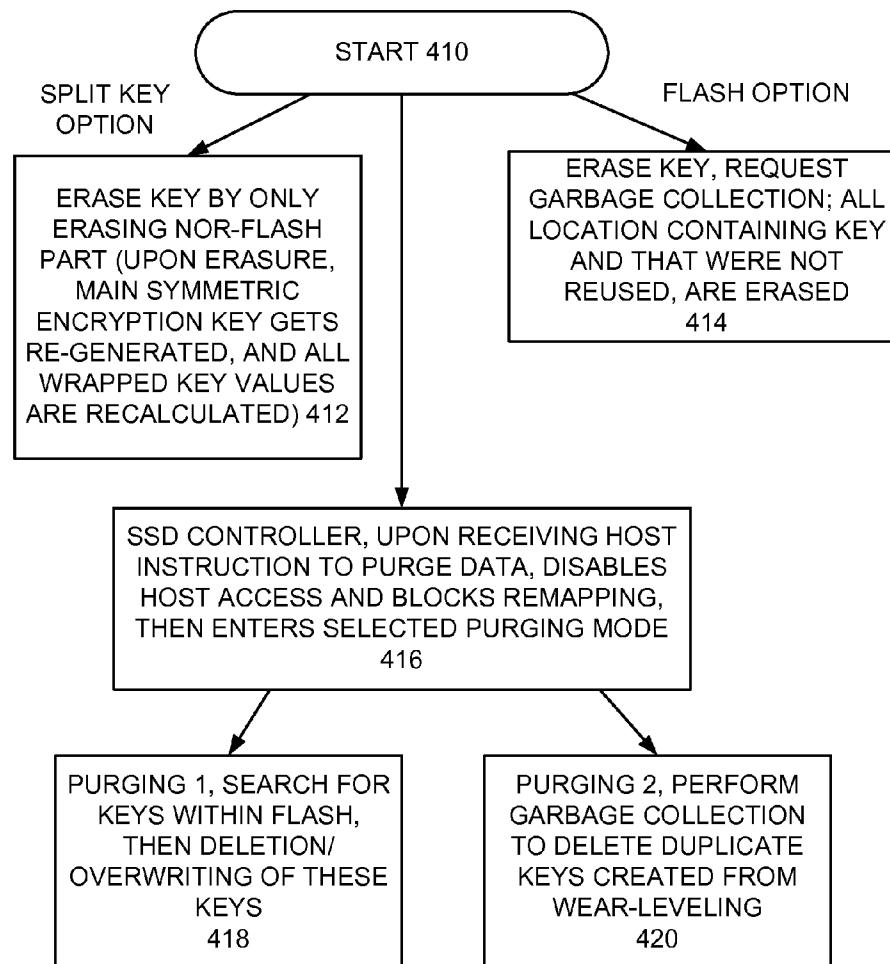 START 410
SPLIT KEY
OPTION
FLASH OPTION
ERASE KEY BY ONLY
ERASING NOR-FLASH
PART (UPON ERASURE,
MAIN SYMMETRIC
ENCRYPTION KEY GETS
RE-GENERATED, AND ALL
WRAPPED KEY VALUES
ARE RECALCULATED) 412
ERASE KEY, REQUEST
GARBAGE COLLECTION; ALL
LOCATION CONTAINING KEY
AND THAT WERE NOT
REUSED, ARE ERASED
414
SSD CONTROLLER, UPON RECEIVING HOST
INSTRUCTION TO PURGE DATA, DISABLES
HOST ACCESS AND BLOCKS REMAPPING,
THEN ENTERS SELECTED PURGING MODE
416
PURGING 1, SEARCH FOR
KEYS WITHIN FLASH,
THEN DELETION/
OVERWRITING OF THESE
KEYS
418
PURGING 2, PERFORM
GARBAGE COLLECTION
TO DELETE DUPLICATE
KEYS CREATED FROM
WEAR-LEVELING
420